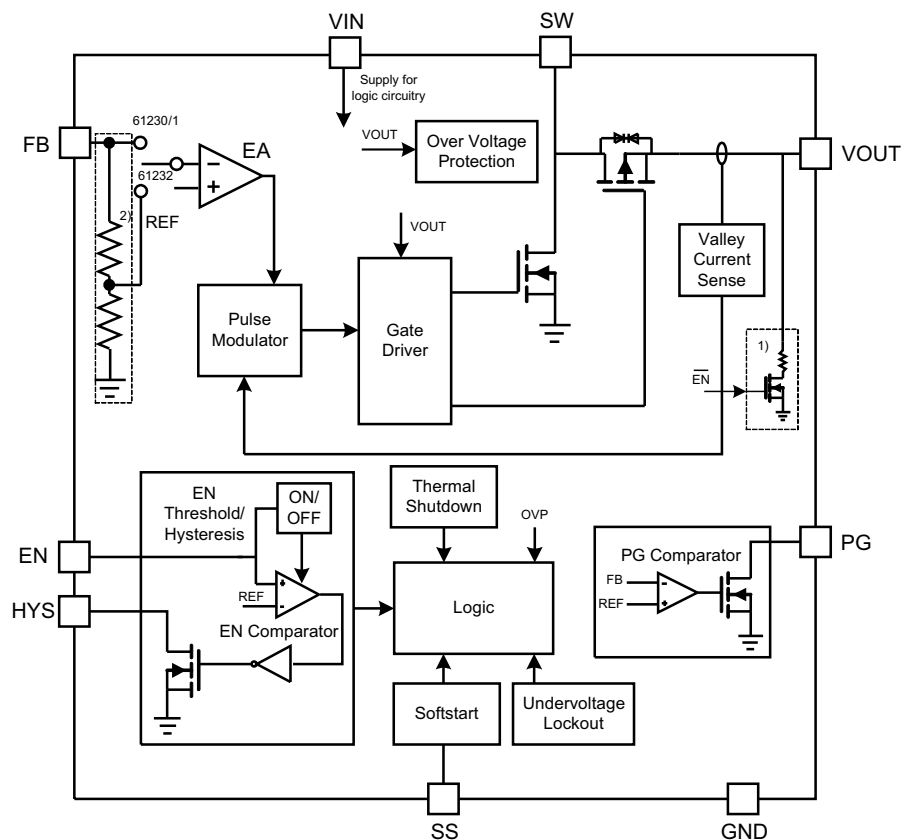 VIN
SW
Supply for
logic circuitry
61230/1
FB
EA
VOUT
Over Voltage
Protection
VOUT
61232
−
+
2)
REF
VOUT
Valley
Current
Sense
Pulse
Modulator
Gate
Driver
1)
EN
EN
Threshold/
Hysteresis
ON/
OFF
Thermal
Shutdown
OVP
EN
PG
PG Comparator
+
REF
-
FB
-
REF
+
HYS
Logic
EN Comparator
Softstart
Undervoltage
Lockout
SS
GND